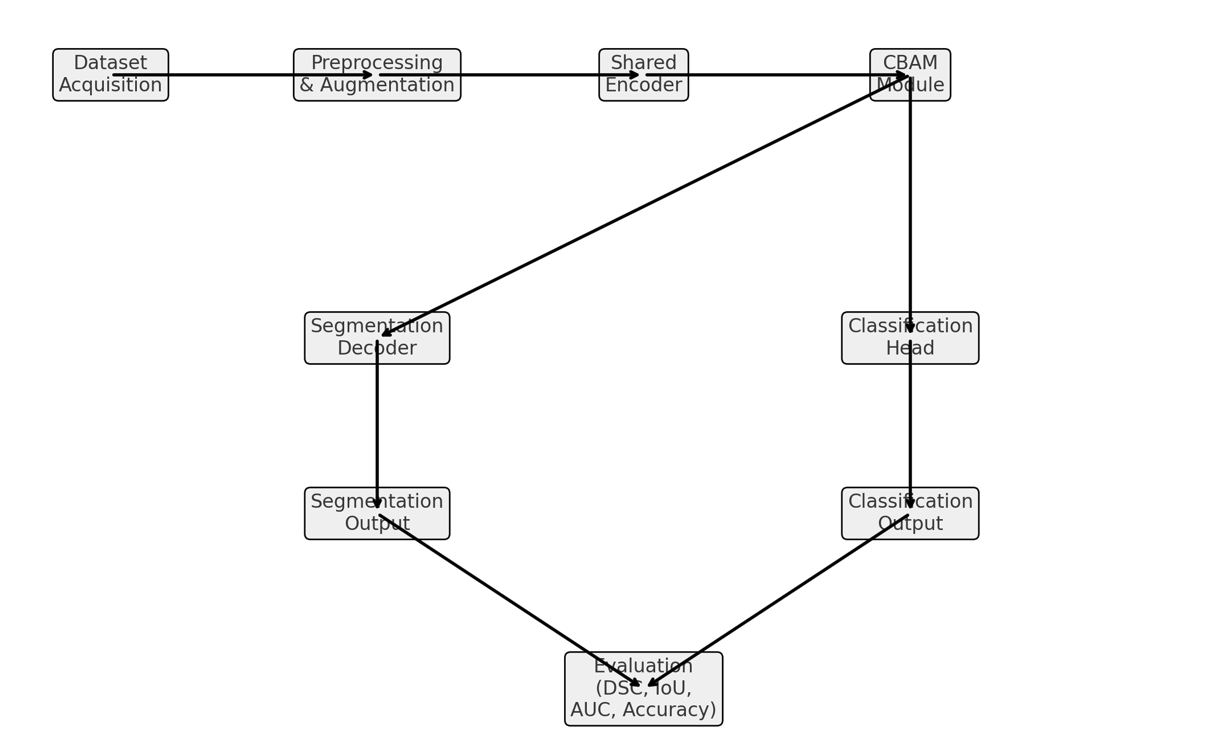 Dataset
Acquisition
Preprocessing
& Augmentation
Shared
Encoder
CBAM
Module
Segmentation
Decoder
Classification
Head
Segmentation
Output
Classification
Output
Evaluation
(DSC, IoU,
AUC, Accuracy)